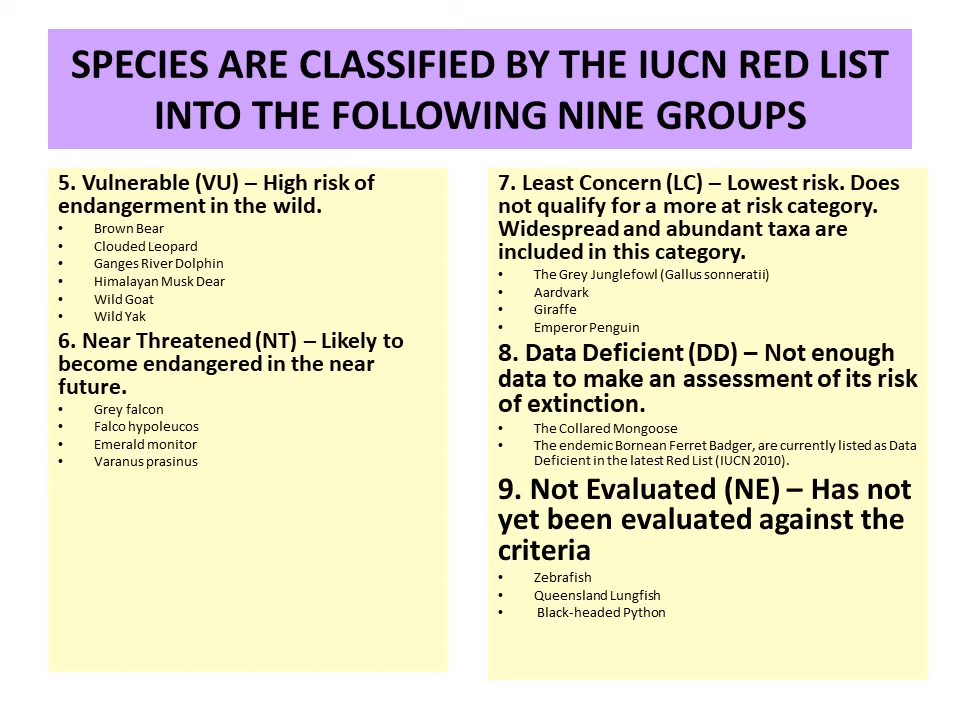 SPECIES ARE CLASSIFIED BY THE IUCN RED LIST
INTO THE FOLLOWING NINE GROUPS
5. Vulnerable (VU) – High risk of
endangerment in the wild.
• Brown Bear
• Clouded Leopard
• Ganges River Dolphin
• Himalayan Musk Dear
• Wild Goat
• Wild Yak
6. Near Threatened (NT) – Likely to
become endangered in the near
future.
• Grey falcon
• Falco hypoleucos
• Emerald monitor
• Varanus prasinus
7. Least Concern (LC) – Lowest risk. Does
not qualify for a more at risk category.
Widespread and abundant taxa are
included in this category.
• The Grey Junglefowl (Gallus sonneratii)
• Aardvark
• Giraffe
• Emperor Penguin
8. Data Deficient (DD) – Not enough
data to make an assessment of its risk
of extinction.
• The Collared Mongoose
• The endemic Bornean Ferret Badger, are currently listed as Data
Deficient in the latest Red List (IUCN 2010).
9. Not Evaluated (NE) – Has not
yet been evaluated against the
criteria
• Zebrafish
• Queensland Lungfish
• Black-headed Python